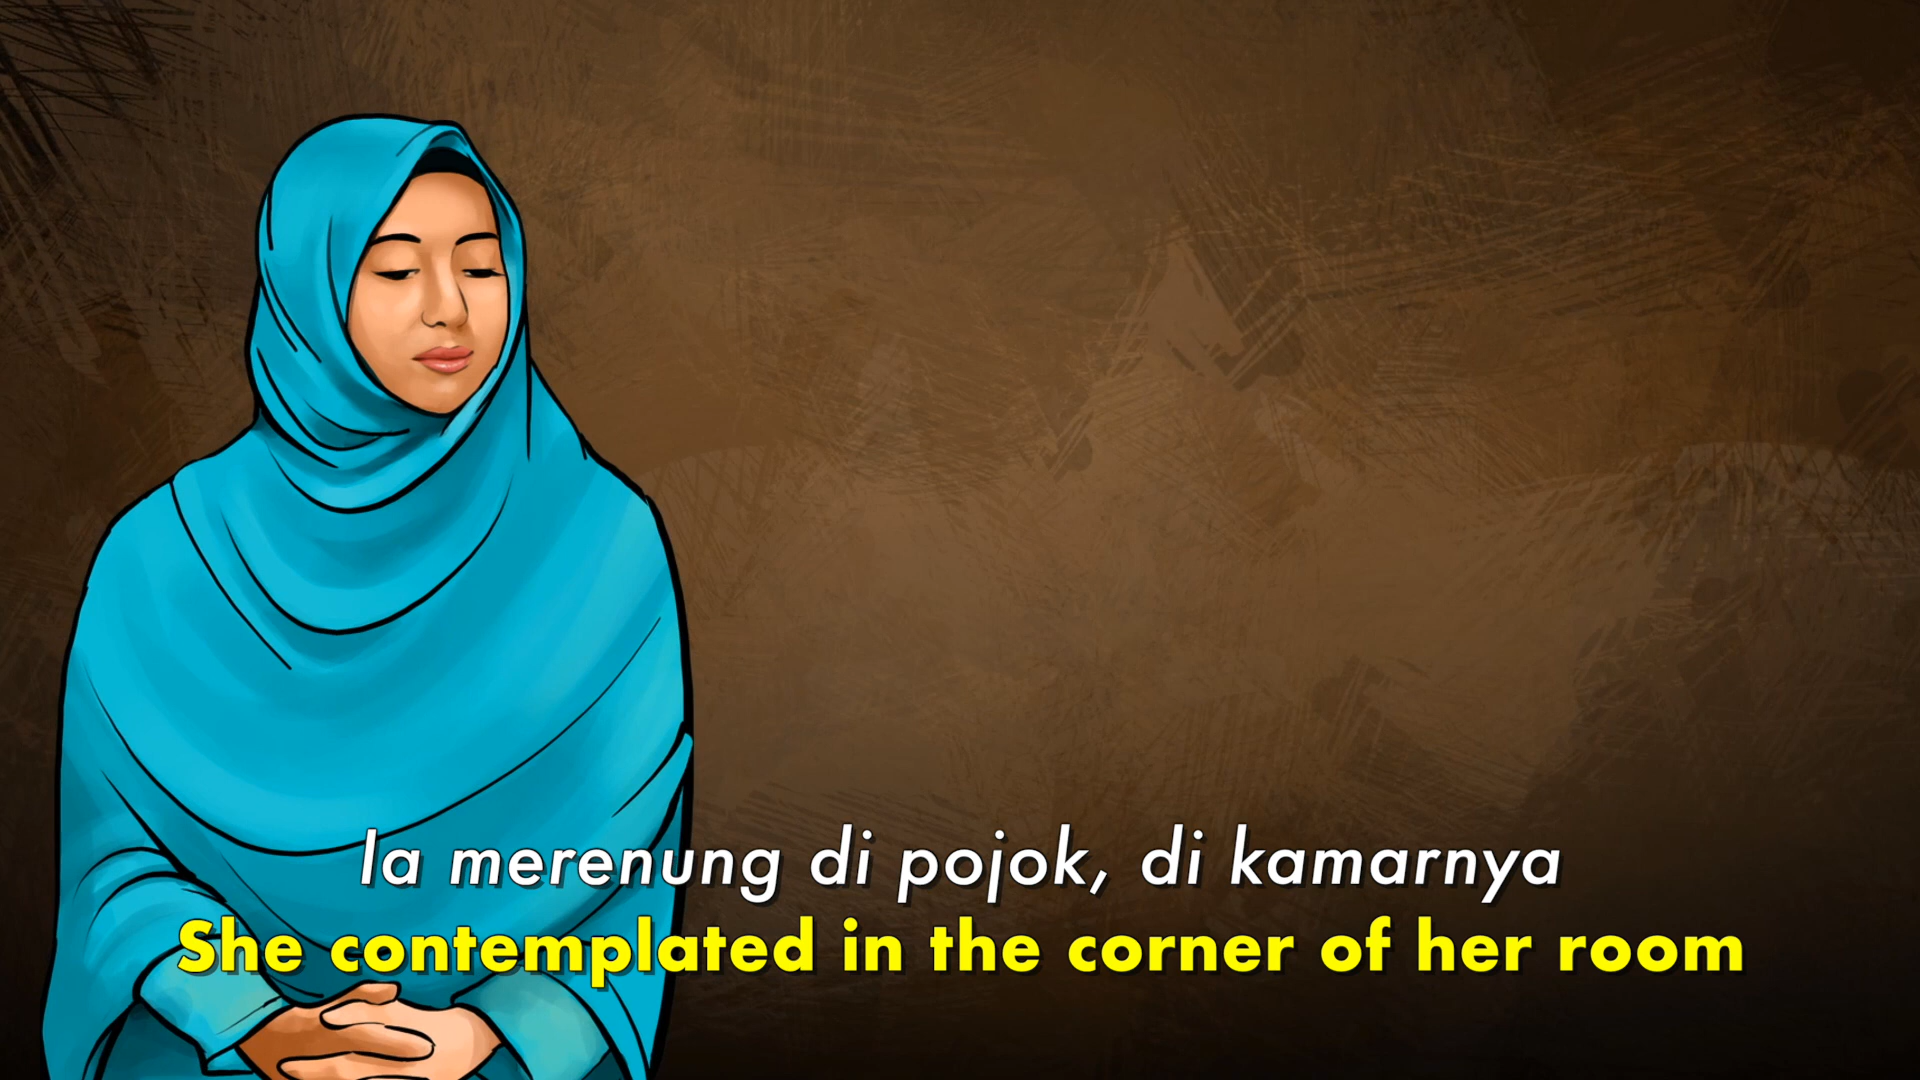 Ia merenung di pojok, di kamarnya
She contemplated in the corner of her room